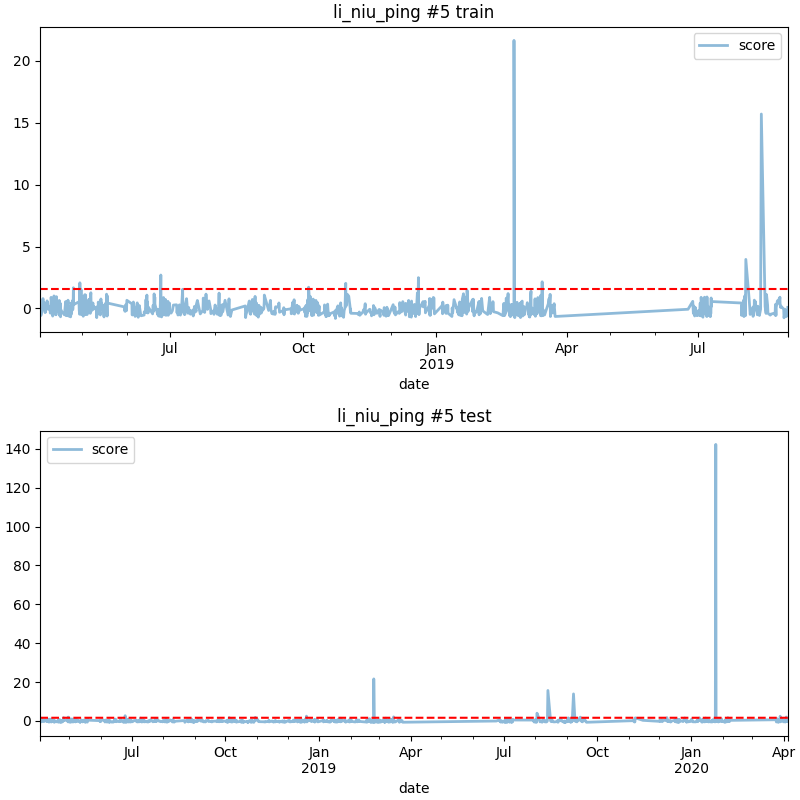 li_niu_ping #5 train
score
20
15
10
5
0
Jul
Oct
Jan
Apr
Jul
2019
date
li_niu_ping #5 test
score
140
120
100
80
60
40
20
0
Jul
Oct
Jan
Apr
Jul
Oct
Jan
Apr
2019
2020
date